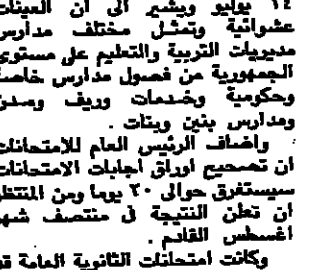 ١٤ يوليو ويشير الى ان العينات
عشوائية وتمثل مختلف مدارس
مديريات التربية والتعليم على مستوى
الجمهورية من فصول مدارس خاصة
وحكومية وخدمات وريف ومدن
ومدارس بنين وبنات .
واضاف الرئيس العام للامتحانات
ان تصحيح اوراق اجابات الامتحانات
سيستغرق حوالى ٢٠ يوما ومن المنتظر
ان تعلن النتيجة فى منتصف شهر
اغسطس القادم .
وكانت امتحانات الثانوية العامة قد